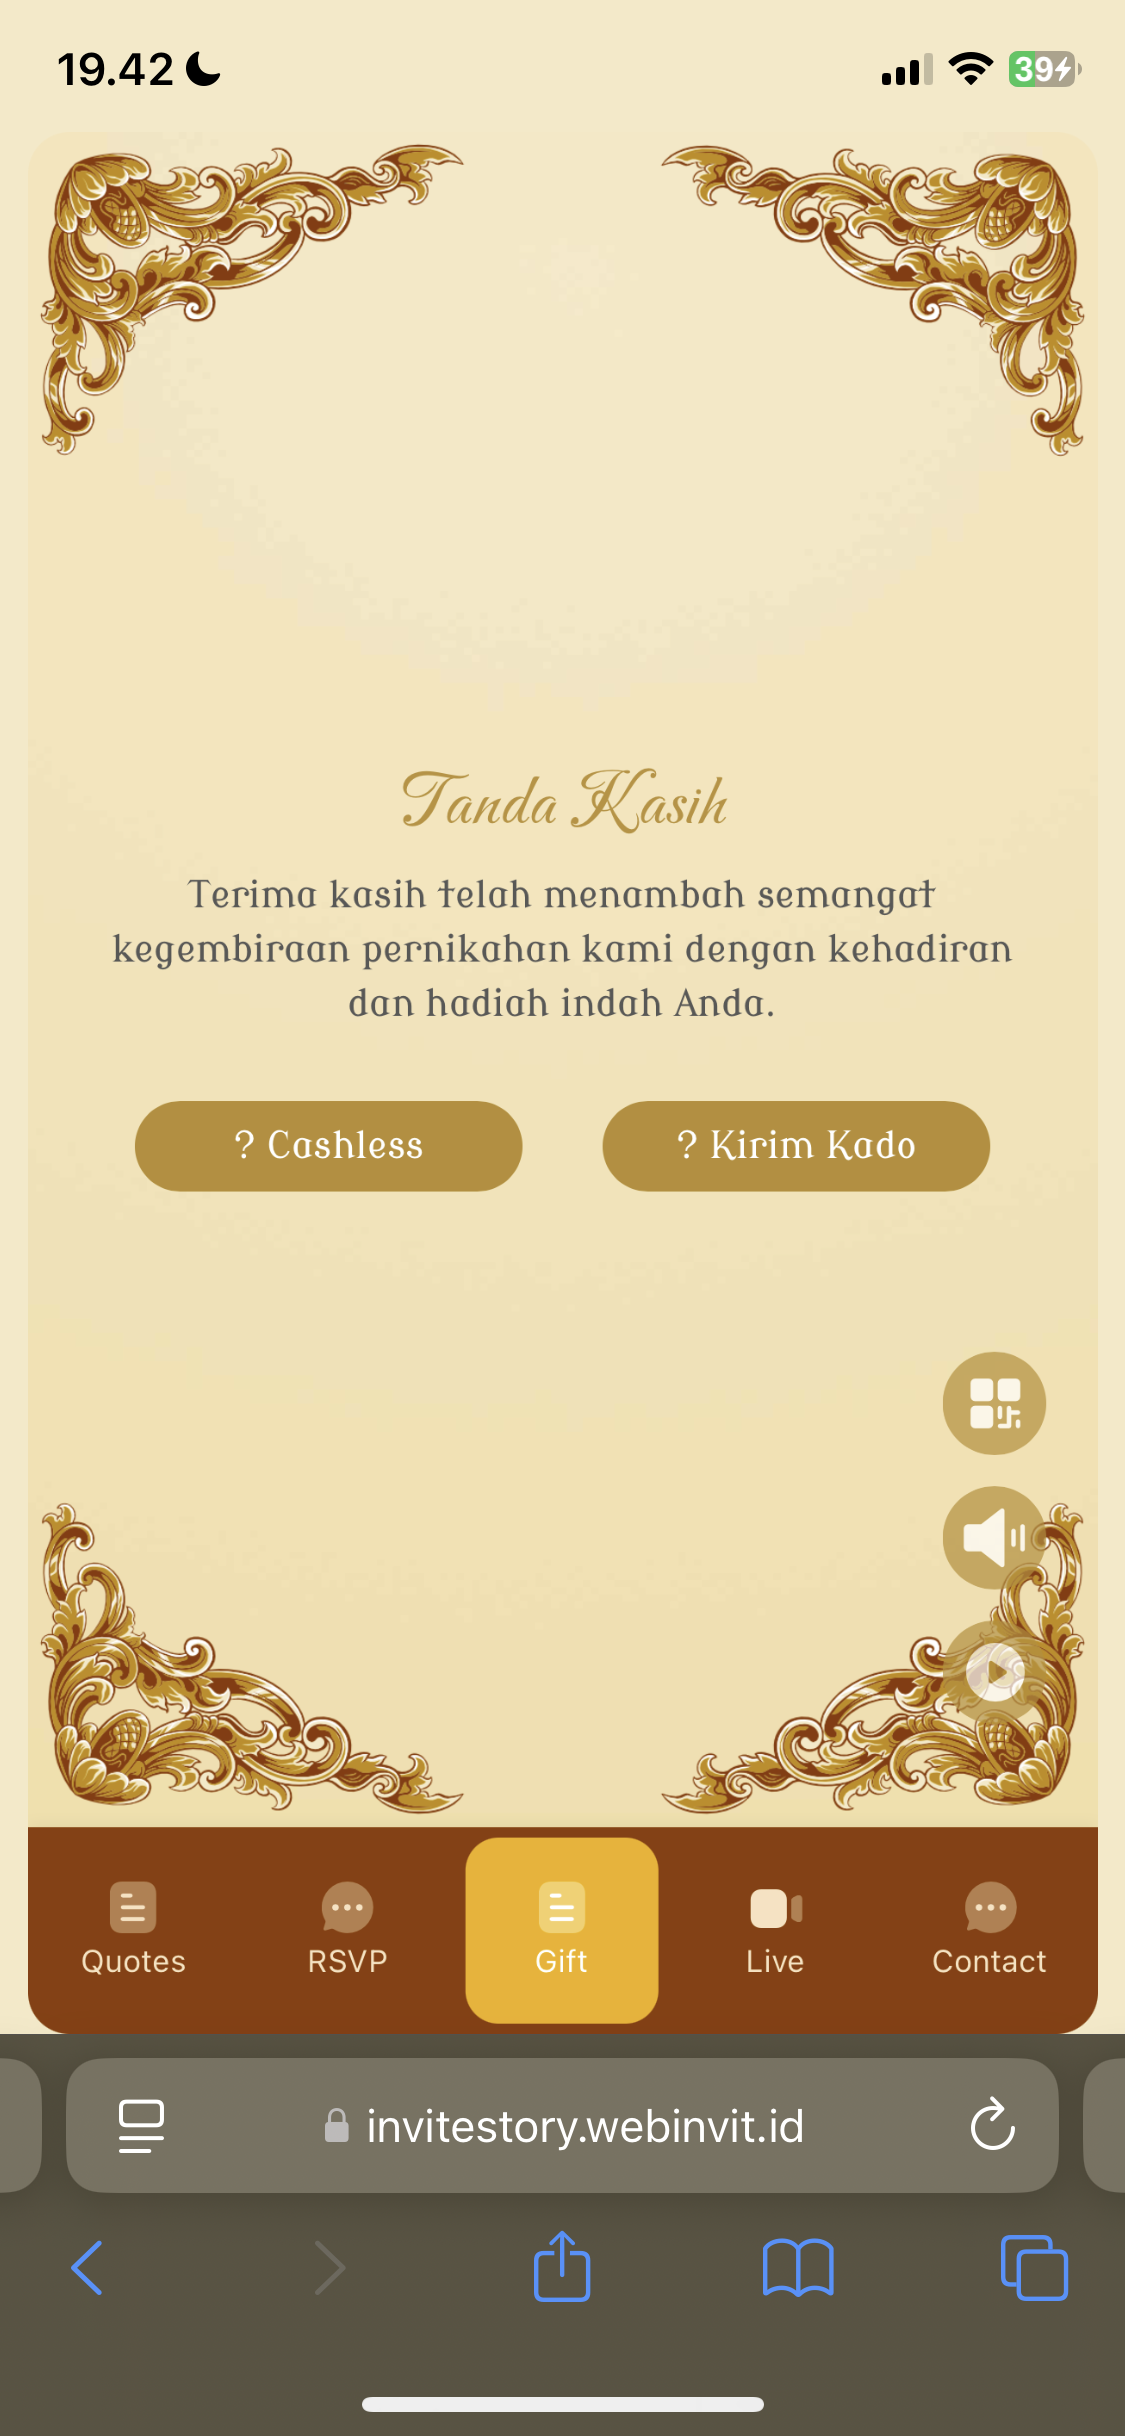 19.42
39
Tanda Kasih
Terima kasih telah menambah semangat
kegembiraan pernikahan kami dengan kehadiran
dan hadiah indah Anda.
? Cashless
? Kirim Kado
Quotes
RSVP
Gift
Live
Contact
invitestory.webinvit.id